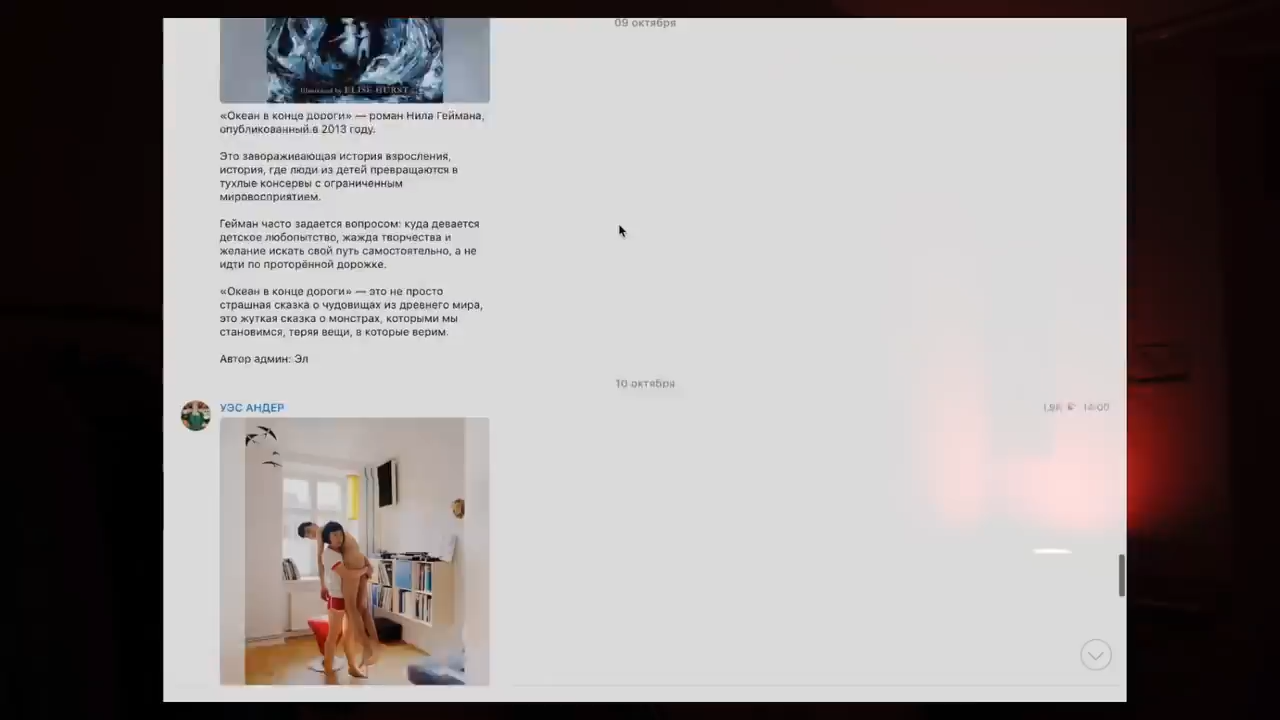 09 октября
Illustrated by ELISE HURST
«Океан в конце дороги» — роман Нила Геймана,
опубликованный в 2013 году.
Это завораживающая история взросления,
история, где люди из детей превращаются в
тухлые консервы с ограниченным
мировосприятием.
Гейман часто задается вопросом: куда девается
детское любопытство, жажда творчества и
желание искать свой путь самостоятельно, а не
идти по проторённой дорожке.
«Океан в конце дороги» — это не просто
страшная сказка о чудовищах из древнего мира,
это жуткая сказка о монстрах, которыми мы
становимся, теряя вещи, в которые верим.
Автор админ: Эл
10 октября
УЭС АНДЕР
14:00